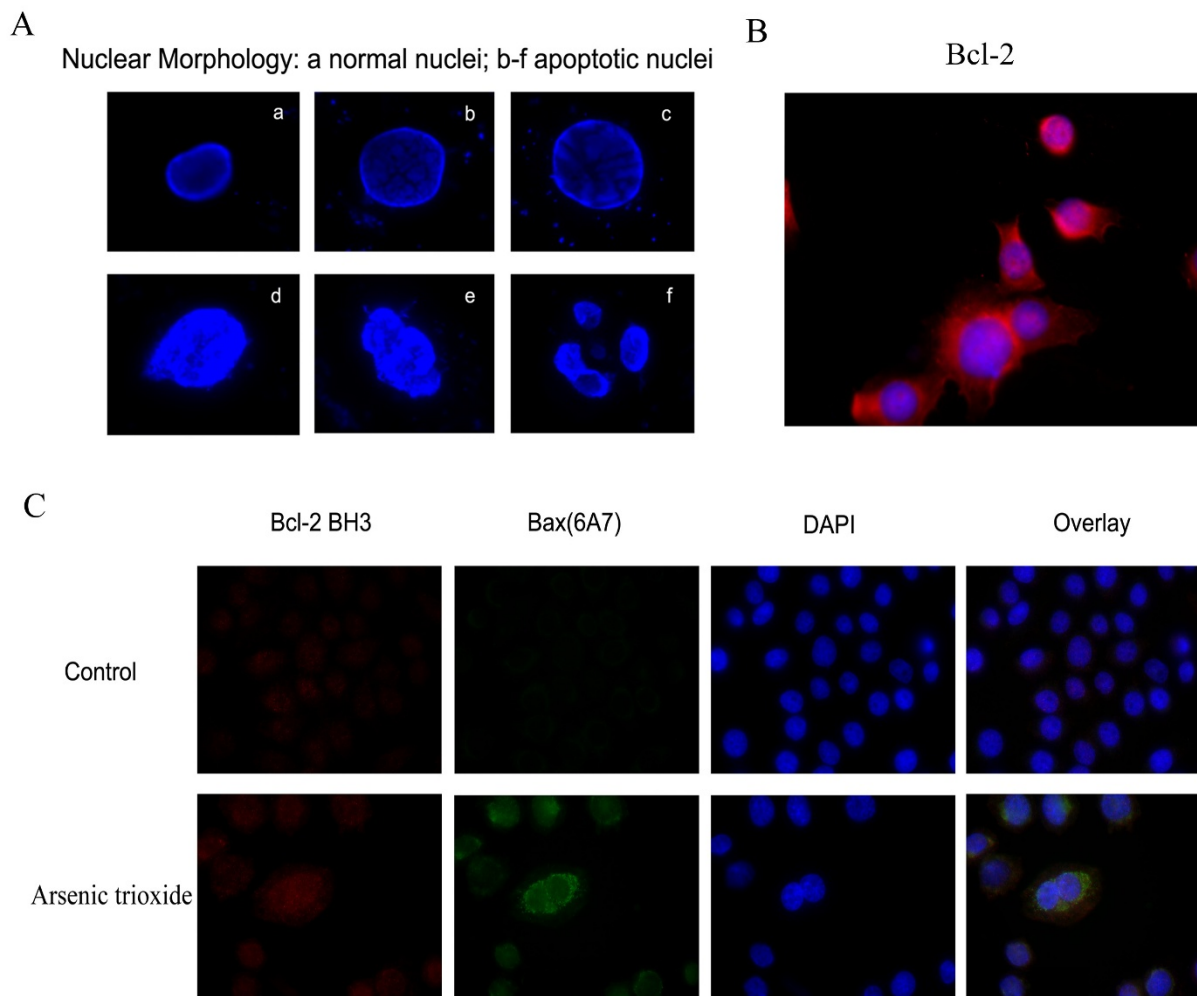 A
Nuclear Morphology: a normal nuclei; b-f apoptotic nuclei
a
b
c
d
e
f
B
Bcl-2
C
Bcl-2 BH3
Bax(6A7)
DAPI
Overlay
Control
Arsenic trioxide